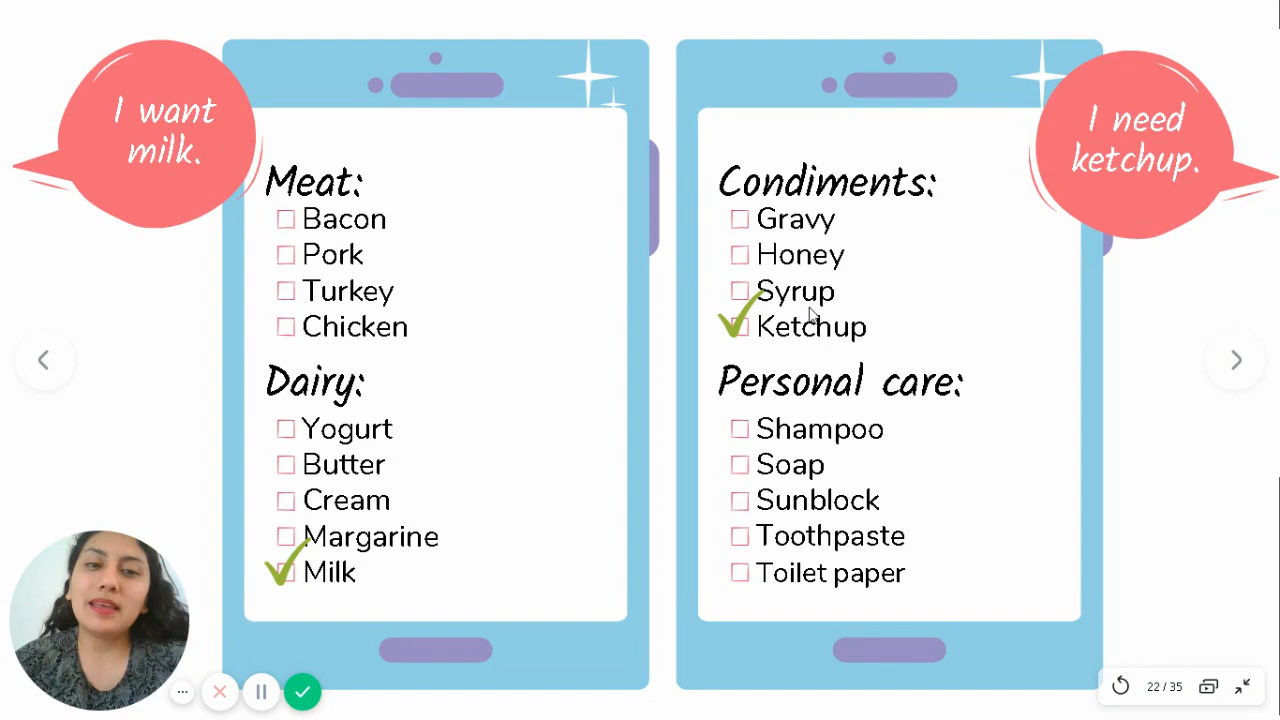 I want
milk.
Meat:
Bacon
Pork
Turkey
Chicken
Dairy:
Yogurt
Butter
Cream
Margarine
Milk
I need
ketchup.
Condiments:
Gravy
Honey
Syrup
Ketchup
Personal care:
Shampoo
Soap
Sunblock
Toothpaste
Toilet paper
22 / 35